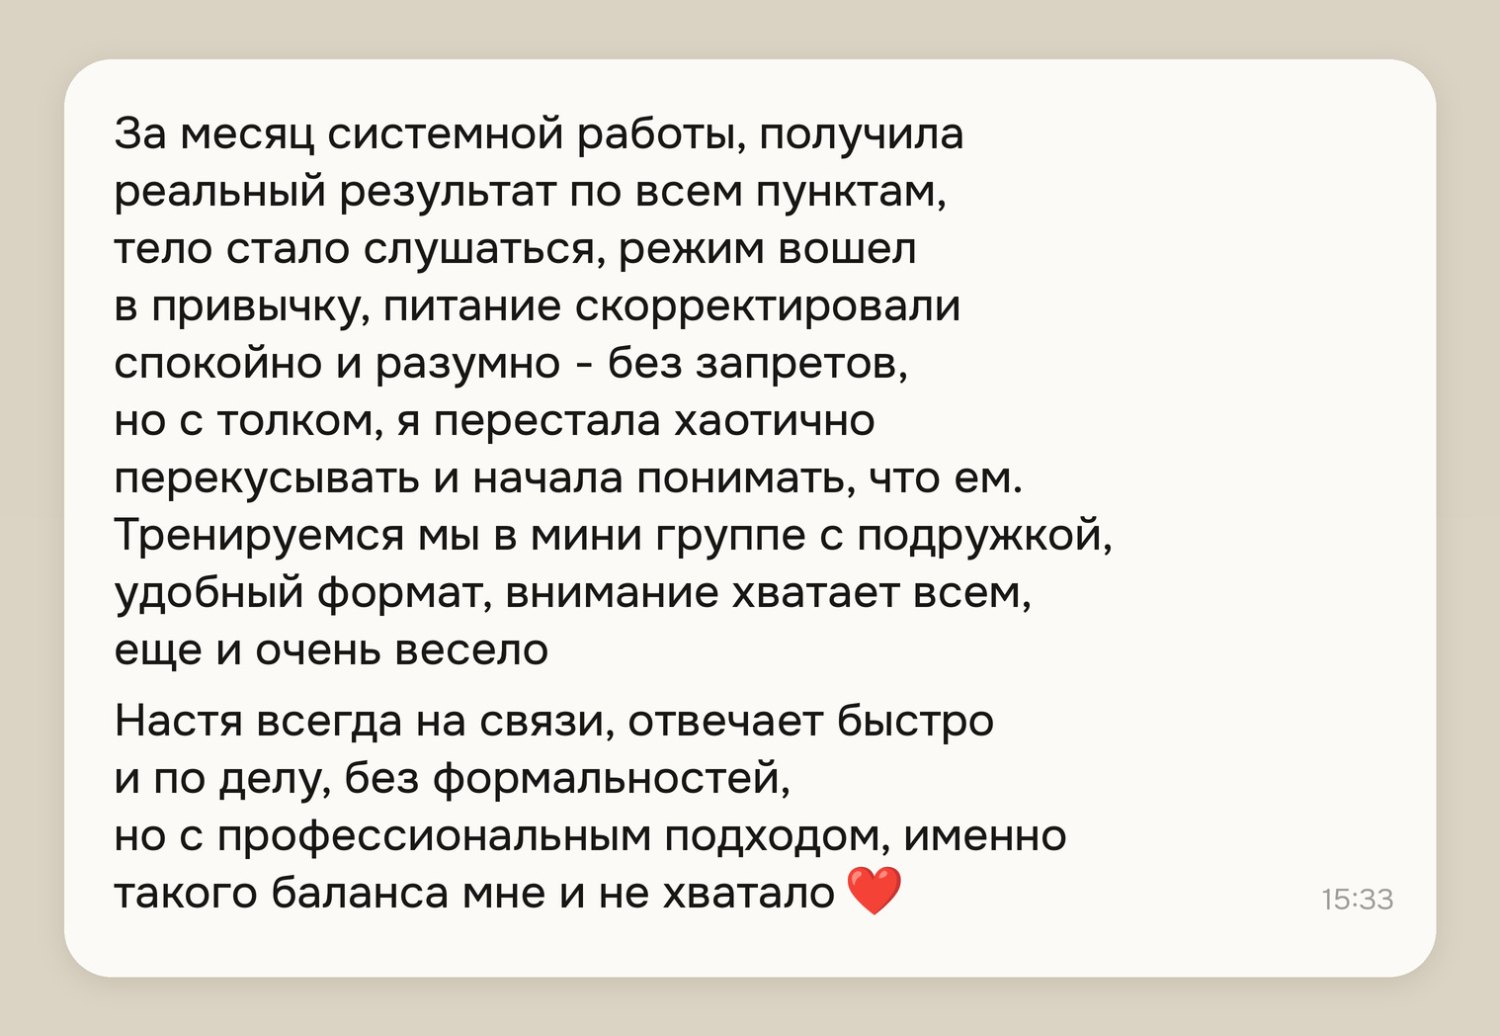 За месяц системной работы, получила
реальный результат по всем пунктам,
тело стало слушаться, режим вошел
в привычку, питание скорректировали
спокойно и разумно - без запретов,
но с толком, я перестала хаотично
перекусывать и начала понимать, что ем.
Тренируемся мы в мини группе с подружкой,
удобный формат, внимание хватает всем,
еще и очень весело
Настя всегда на связи, отвечает быстро
и по делу, без формальностей,
но с профессиональным подходом, именно
такого баланса мне и не хватало ❤️
15:33